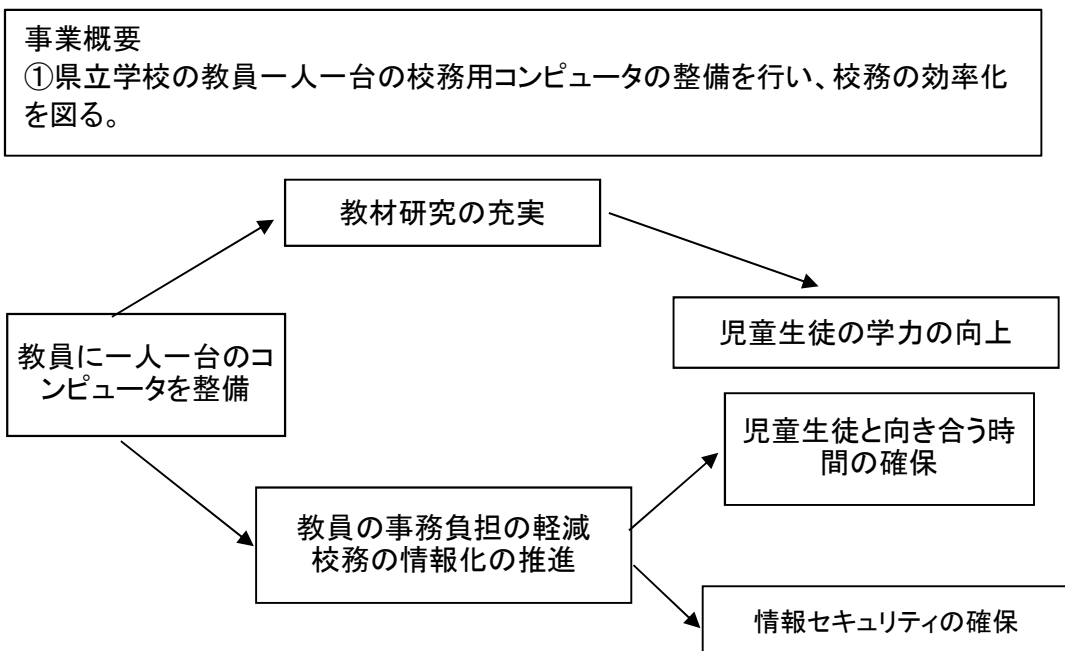 事業概要
①県立学校の教員一人一台の校務用コンピュータの整備を行い、校務の効率化
を図る。
教材研究の充実
児童生徒の学力の向上
教員に一人一台のコ
ンピュータを整備
児童生徒と向き合う時
間の確保
教員の事務負担の軽減
校務の情報化の推進
情報セキュリティの確保